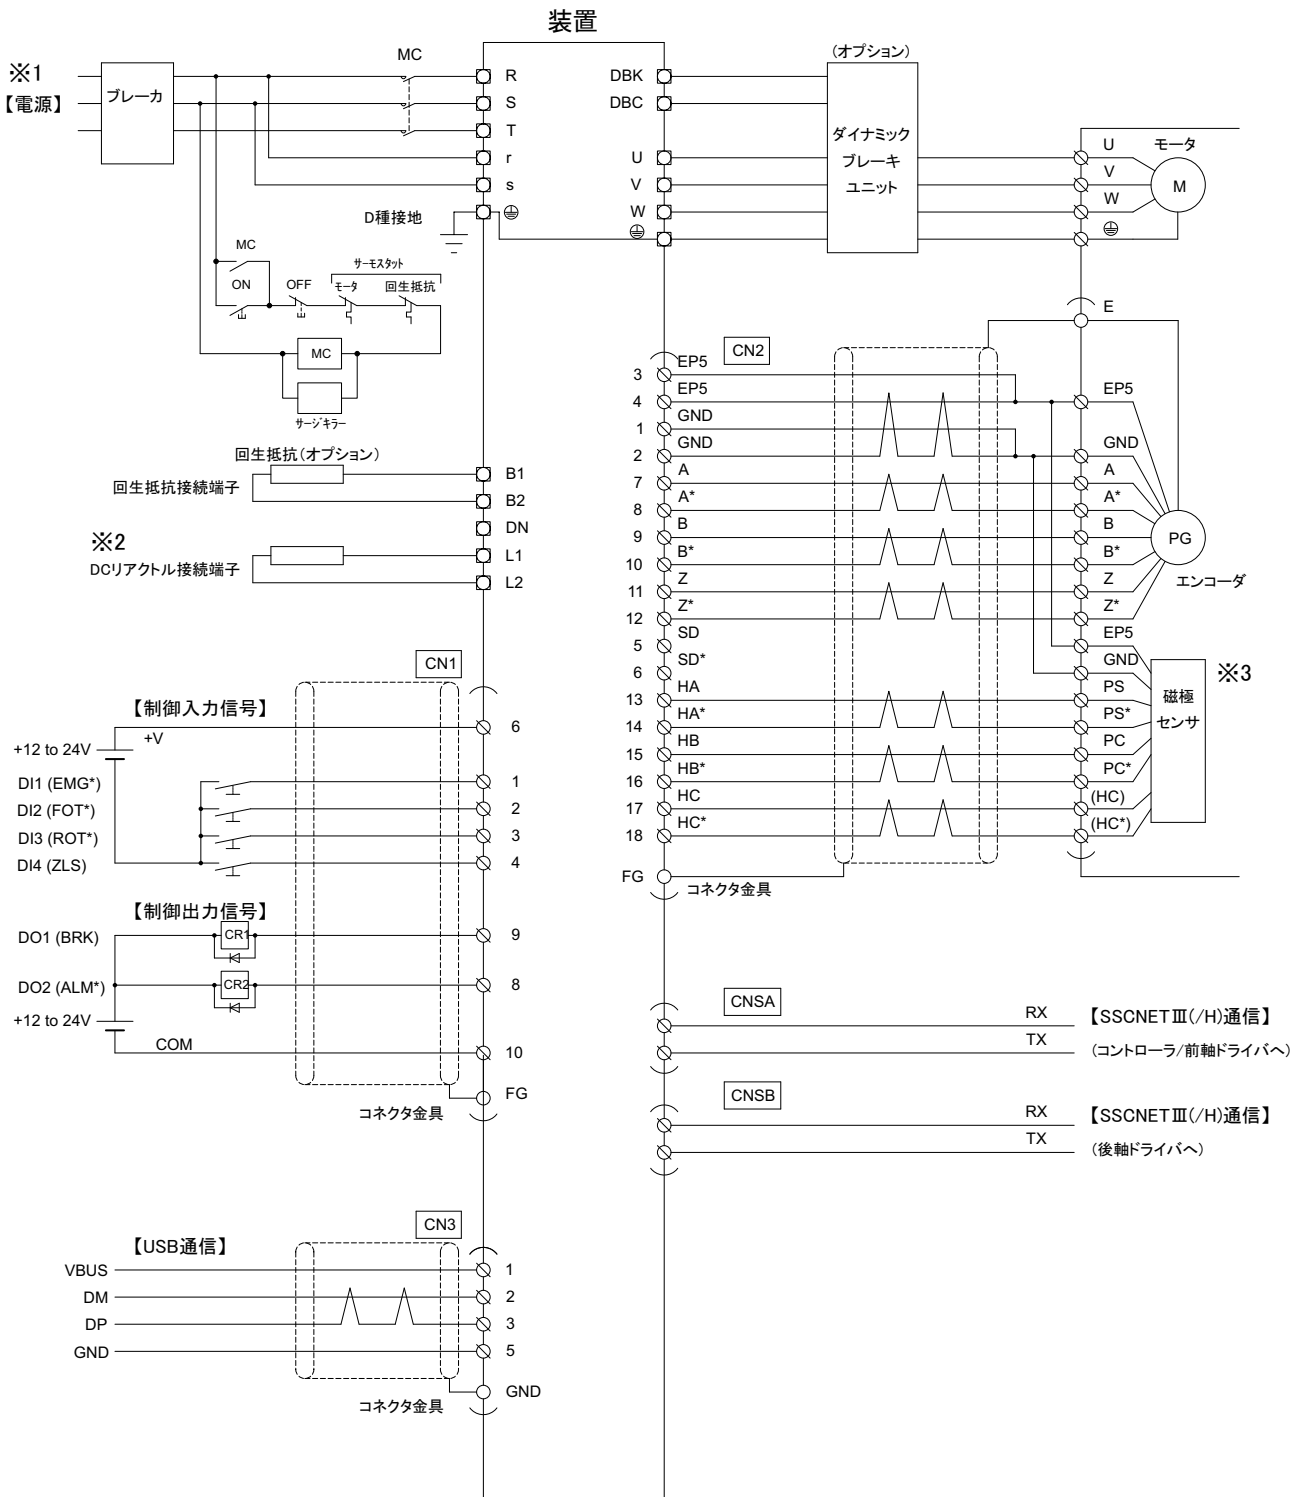 装置
※1
【電源】
ブレーカ
MC
R
S
T
r
s
D種接地
MC
ON
OFF
サーモスタット
モータ
回生抵抗
MC
サージキラー
回生抵抗(オプション)
回生抵抗接続端子
B1
B2
DN
※2
DCリアクトル接続端子
L1
L2
DBK
DBC
U
V
W
(オプション)
ダイナミック
ブレーキ
ユニット
U
V
W
モータ
M
E
CN2
3 EP5
4 EP5
1 GND
2 GND
7 A
8 A*
9 B
10 B*
11 Z
12 Z*
5 SD
6 SD*
13 HA
14 HA*
15 HB
16 HB*
17 HC
18 HC*
FG
コネクタ金具
EP5
GND
A
A*
B
B*
Z
Z*
PG
エンコーダ
EP5
GND
PS
PS*
PC
PC*
(HC)
(HC*)
磁極
センサ
※3
CN1
【制御入力信号】
+V
+12 to 24V
DI1 (EMG*)
DI2 (FOT*)
DI3 (ROT*)
DI4 (ZLS)
6
1
2
3
4
【制御出力信号】
DO1 (BRK)
CR1
9
DO2 (ALM*)
CR2
8
+12 to 24V
COM
10
FG
コネクタ金具
CNSA
RX
TX
【SSCNETⅢ(/H)通信】
(コントローラ/前軸ドライバへ)
CNSB
RX
TX
【SSCNETⅢ(/H)通信】
(後軸ドライバへ)
CN3
【USB通信】
VBUS
DM
DP
GND
1
2
3
5
GND
コネクタ金具